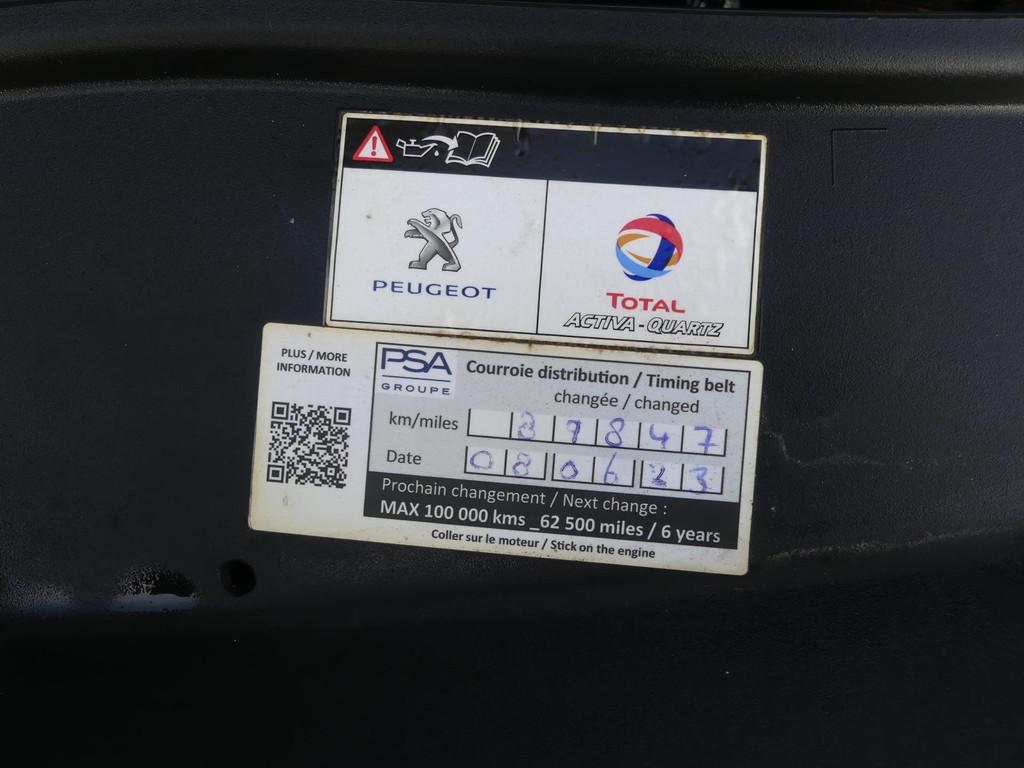 PEUGEOT
TOTAL
ACTIVA - QUARTZ
PLUS / MORE
INFORMATION
PSA
GROUPE
Courroie distribution / Timing belt
changée / changed
km/miles 87847
Date 080623
Prochain changement / Next change :
MAX 100 000 kms _62 500 miles / 6 years
Coller sur le moteur / Stick on the engine